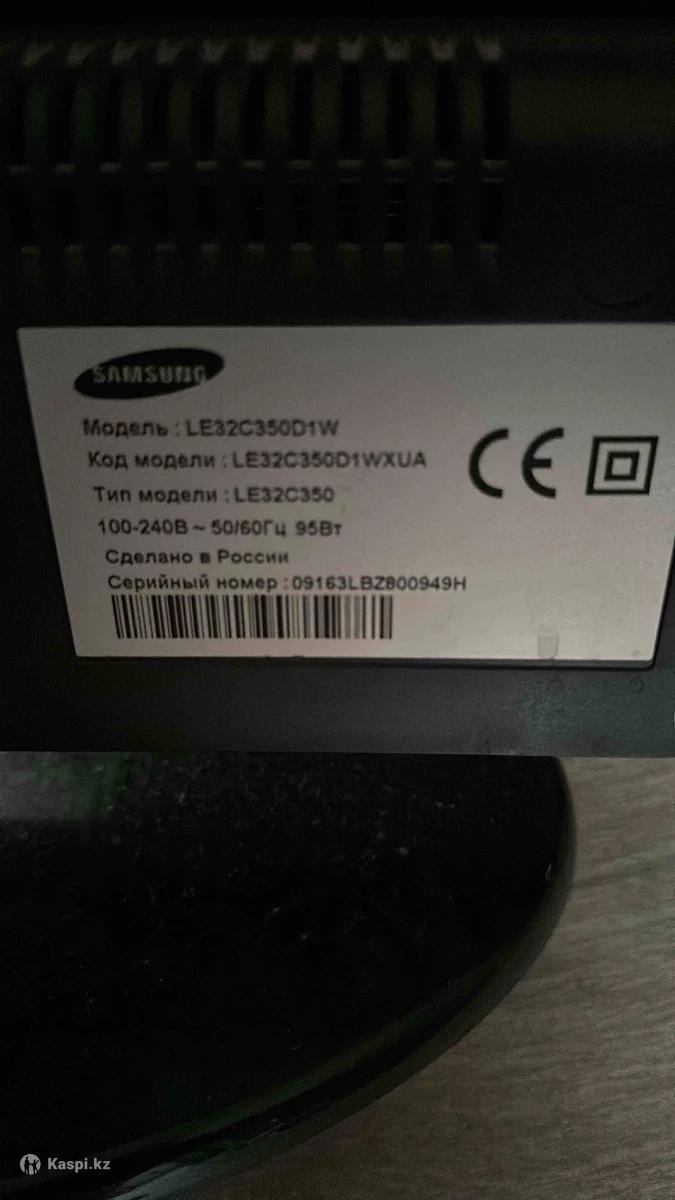 SAMSUNG
Модель : LE32C350D1W
Код модели : LE32C350D1WXUA
Тип модели : LE32C350
100-240В ~ 50/60Гц 95Вт
Сделано в России
Серийный номер : 09163LBZ800949H
CE
Kaspi.kz